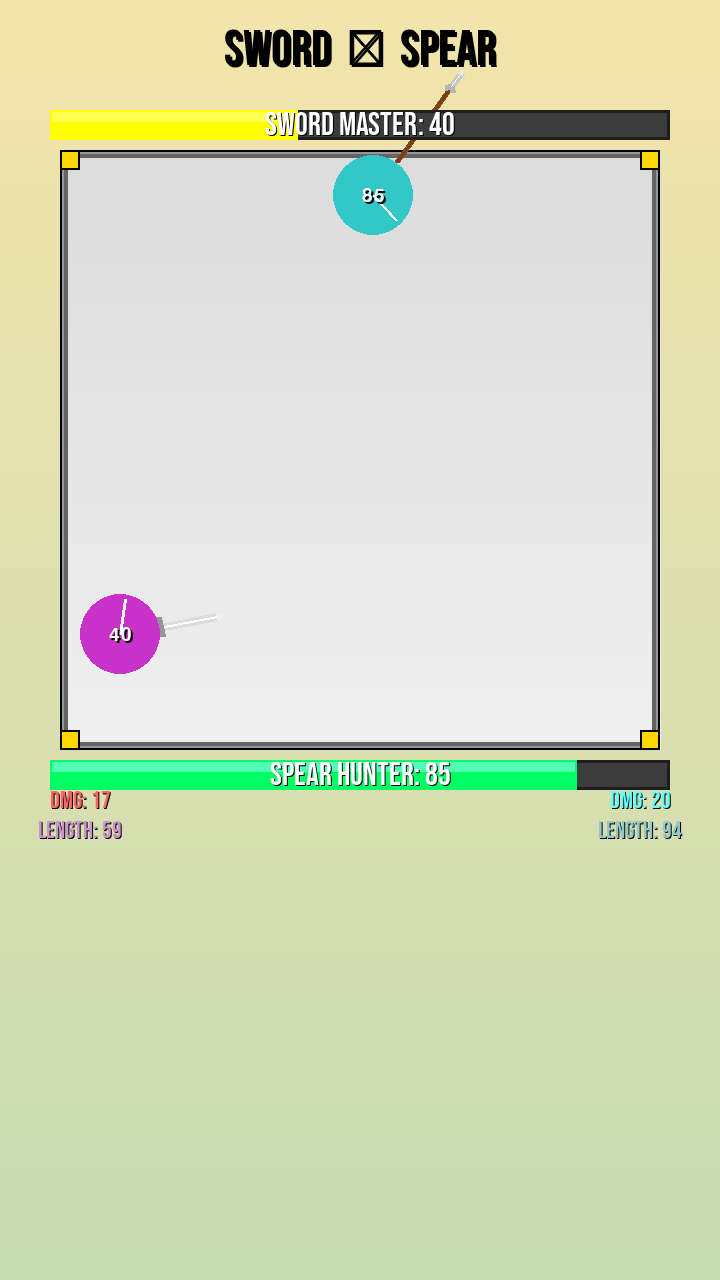 SWORD SPEAR
SWORD MASTER: 40
85
40
SPEAR HUNTER: 85
DMG: 17
DMG: 20
LENGTH: 59
LENGTH: 94